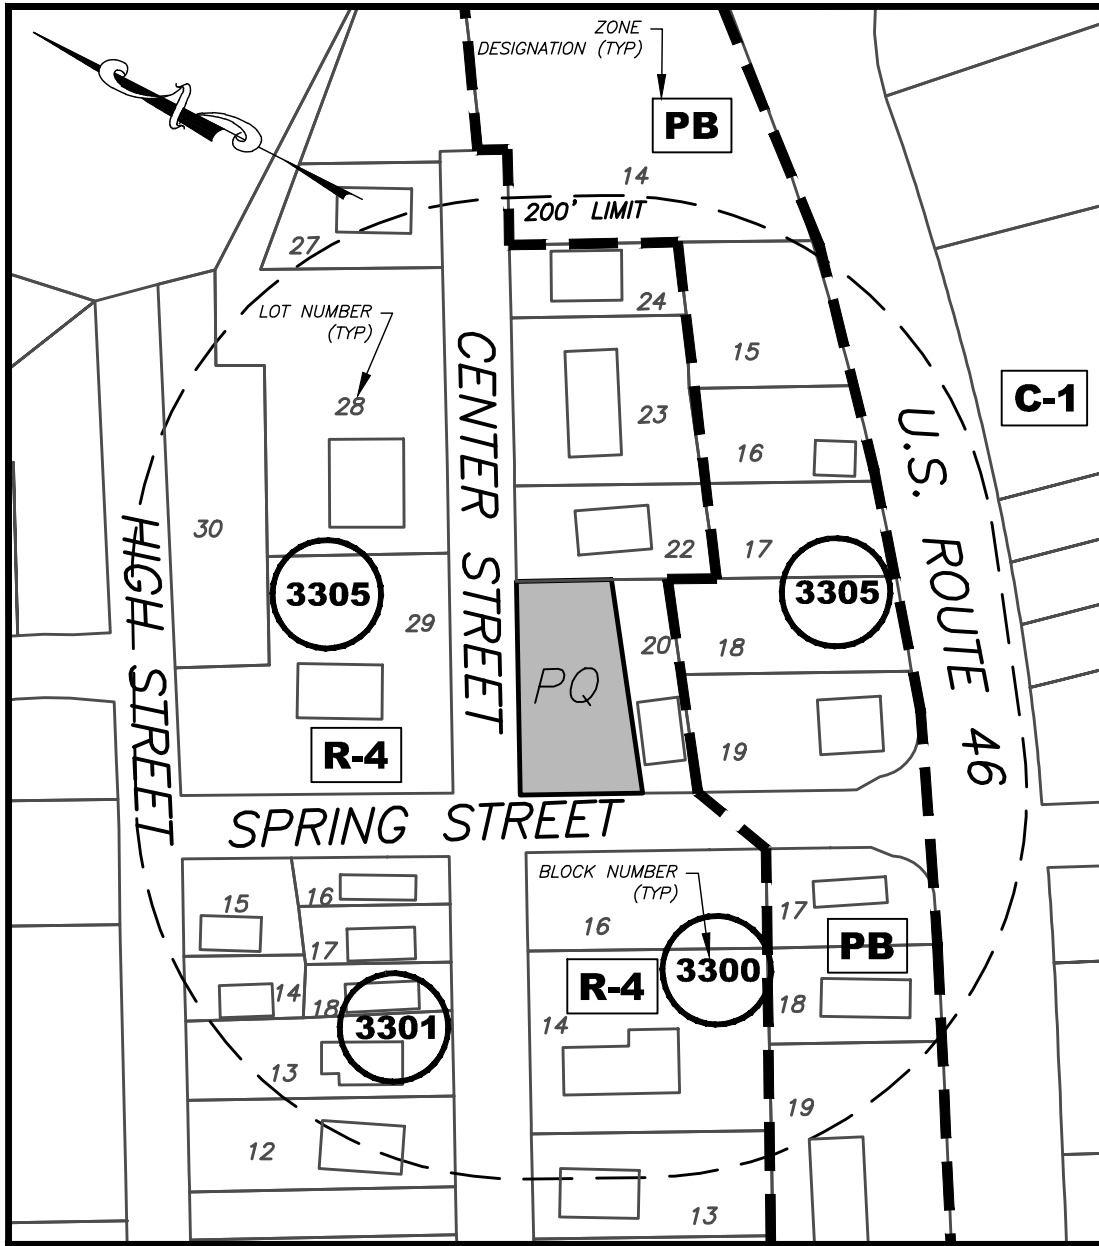 ZONE
DESIGNATION (TYP)
PB
14
200' LIMIT
27
24
LOT NUMBER
(TYP)
28
CENTER STREET
15
C-1
23
U.S. ROUTE 46
16
30
HIGH STREET
22
17
3305
3305
29
20
18
PQ
R-4
19
SPRING STREET
BLOCK NUMBER
(TYP)
15
16
16
17
17
PB
3300
R-4
14
18
18
14
3301
13
19
12
13